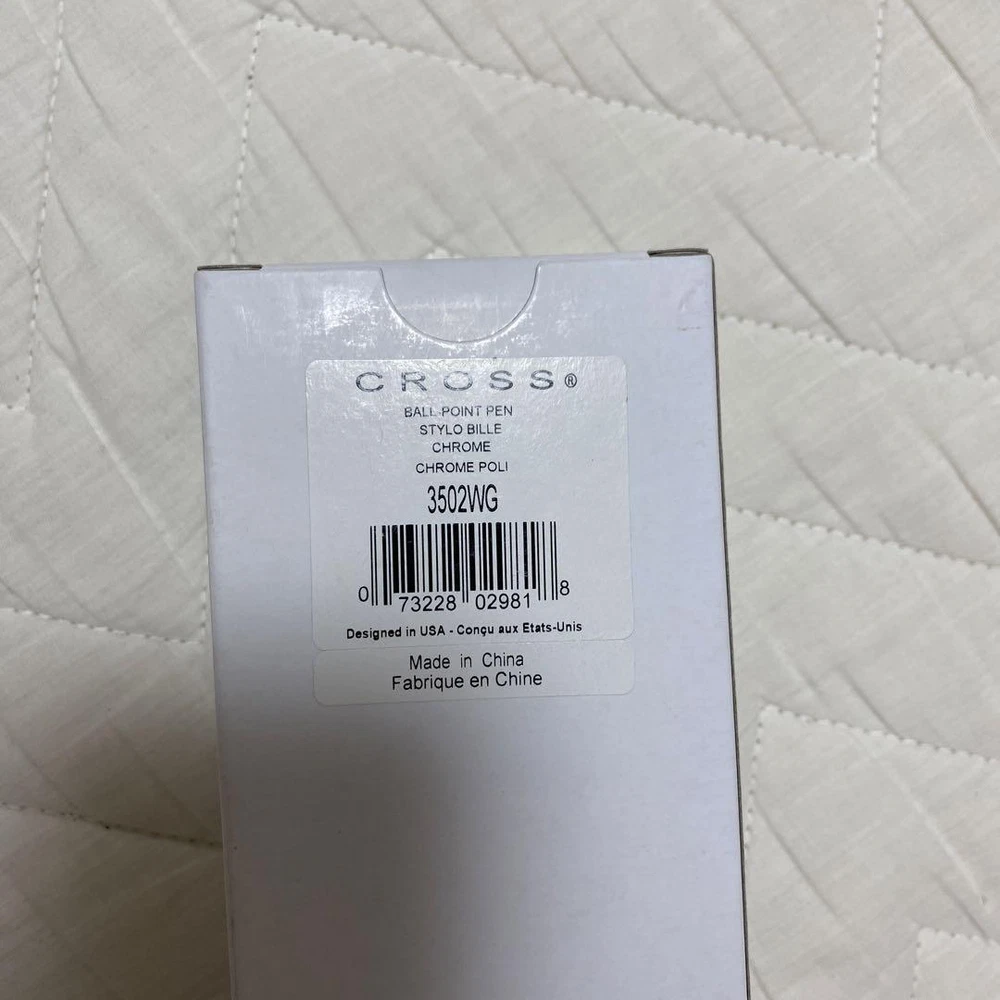 CROSS®
BALL-POINT PEN
STYLO BILLE
CHROME
CHROME POLI
3502WG
0 73228 02981 8
Designed in USA - Conçu aux Etats-Unis
Made in China
Fabrique en Chine